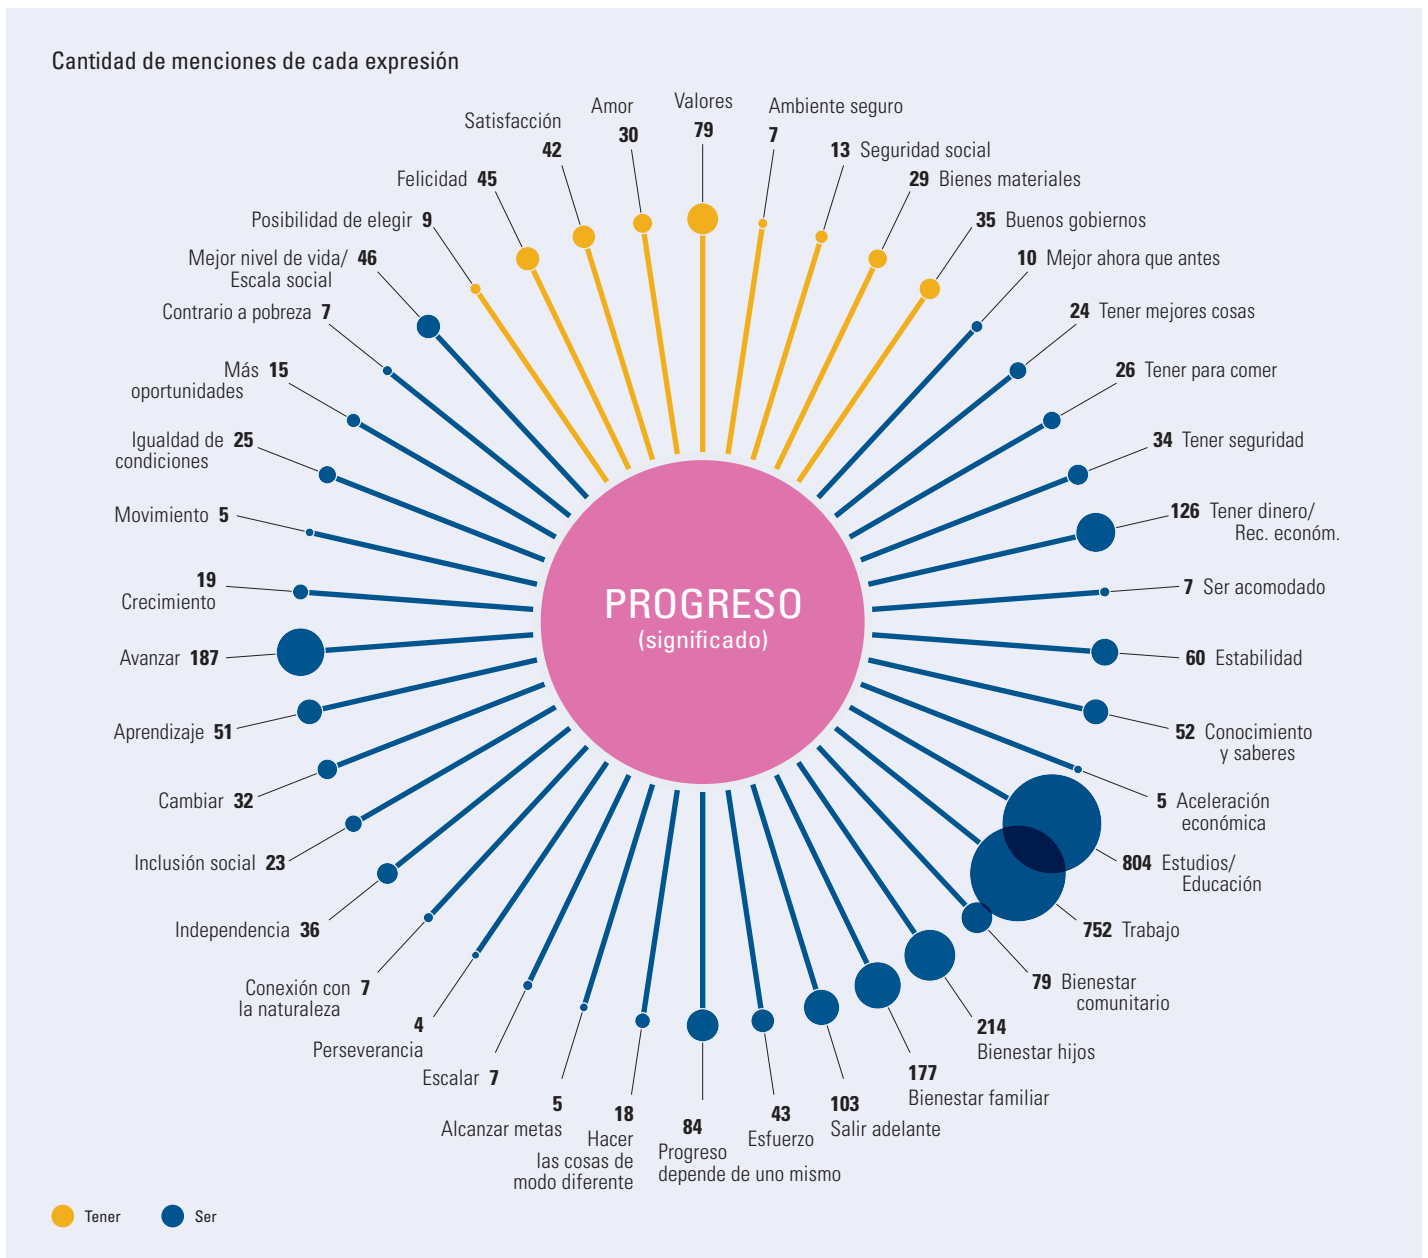 Cantidad de menciones de cada expresión
Valores
79
Ambiente seguro
7
13 Seguridad social
29 Bienes materiales
35 Buenos gobiernos
10 Mejor ahora que antes
24 Tener mejores cosas
26 Tener para comer
34 Tener seguridad
126 Tener dinero/
Rec. económ.
7 Ser acomodado
60 Estabilidad
52 Conocimiento
y saberes
5 Aceleración
económica
804 Estudios/
Educación
752 Trabajo
79 Bienestar
comunitario
214
Bienestar hijos
177
Bienestar familiar
103
Salir adelante
43
Esfuerzo
84
Progreso
depende de uno mismo
18
Hacer
las cosas de
modo diferente
5
Alcanzar metas
Escalar 7
4
Perseverancia
Conexión con 7
la naturaleza
Independencia 36
Inclusión social 23
Cambiar 32
Aprendizaje 51
Avanzar 187
19
Crecimiento
Movimiento 5
Igualdad de 25
condiciones
Más 15
oportunidades
Contrario a pobreza 7
Mejor nivel de vida/ 46
Escala social
Posibilidad de elegir 9
Felicidad 45
Satisfacción
42
Amor
30
PROGRESO
(significado)
Tener
Ser